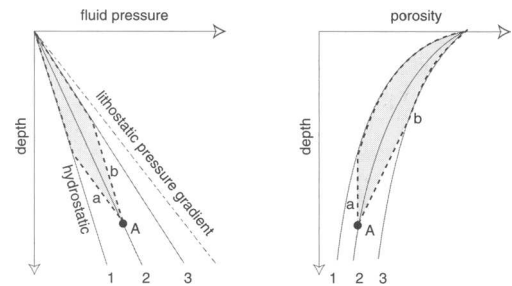 fluid pressure
depth
lithostatic pressure gradient
hydrostatic
a
b
A
1 2 3
porosity
depth
b
a
A
1 2 3